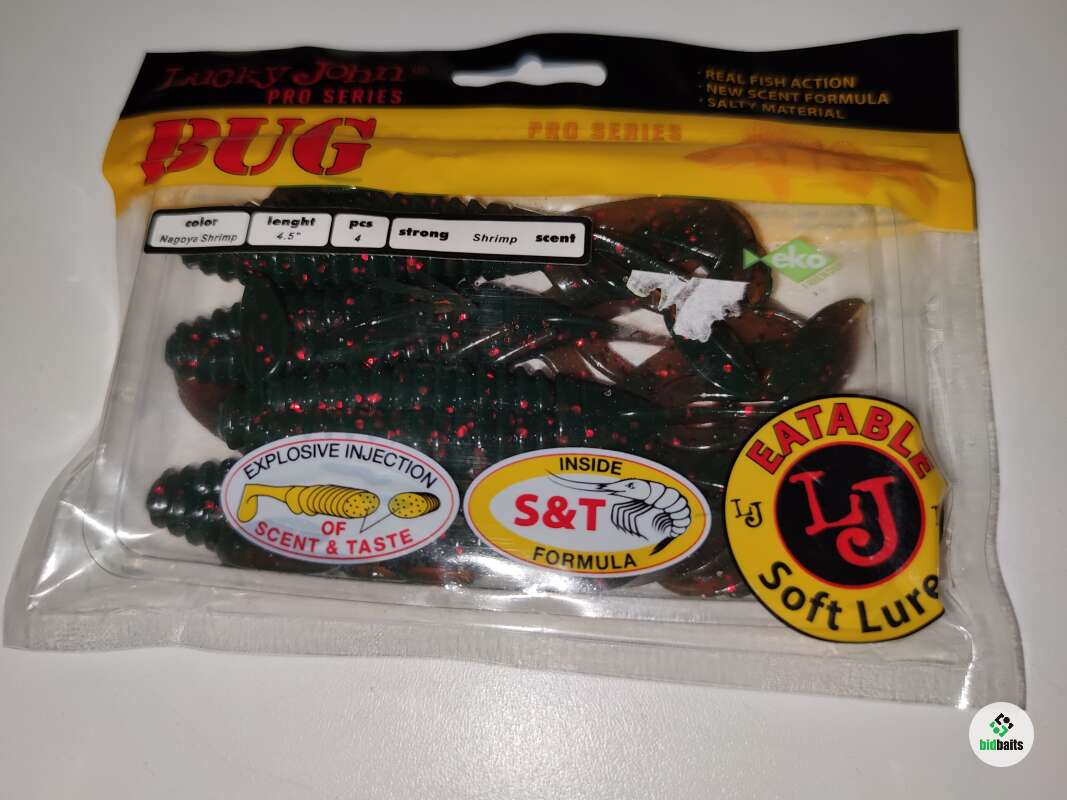 Lucky John®
PRO SERIES
· REAL FISH ACTION
· NEW SCENT FORMULA
· SALTY MATERIAL
BUG
PRO SERIES
color
Nagoya Shrimp
lenght
4.5"
pcs
4
strong Shrimp scent
eko
EXPLOSIVE INJECTION
OF
SCENT & TASTE
INSIDE
S&T
FORMULA
EATABLE
LJ
LJ
Soft Lure
bidbaits